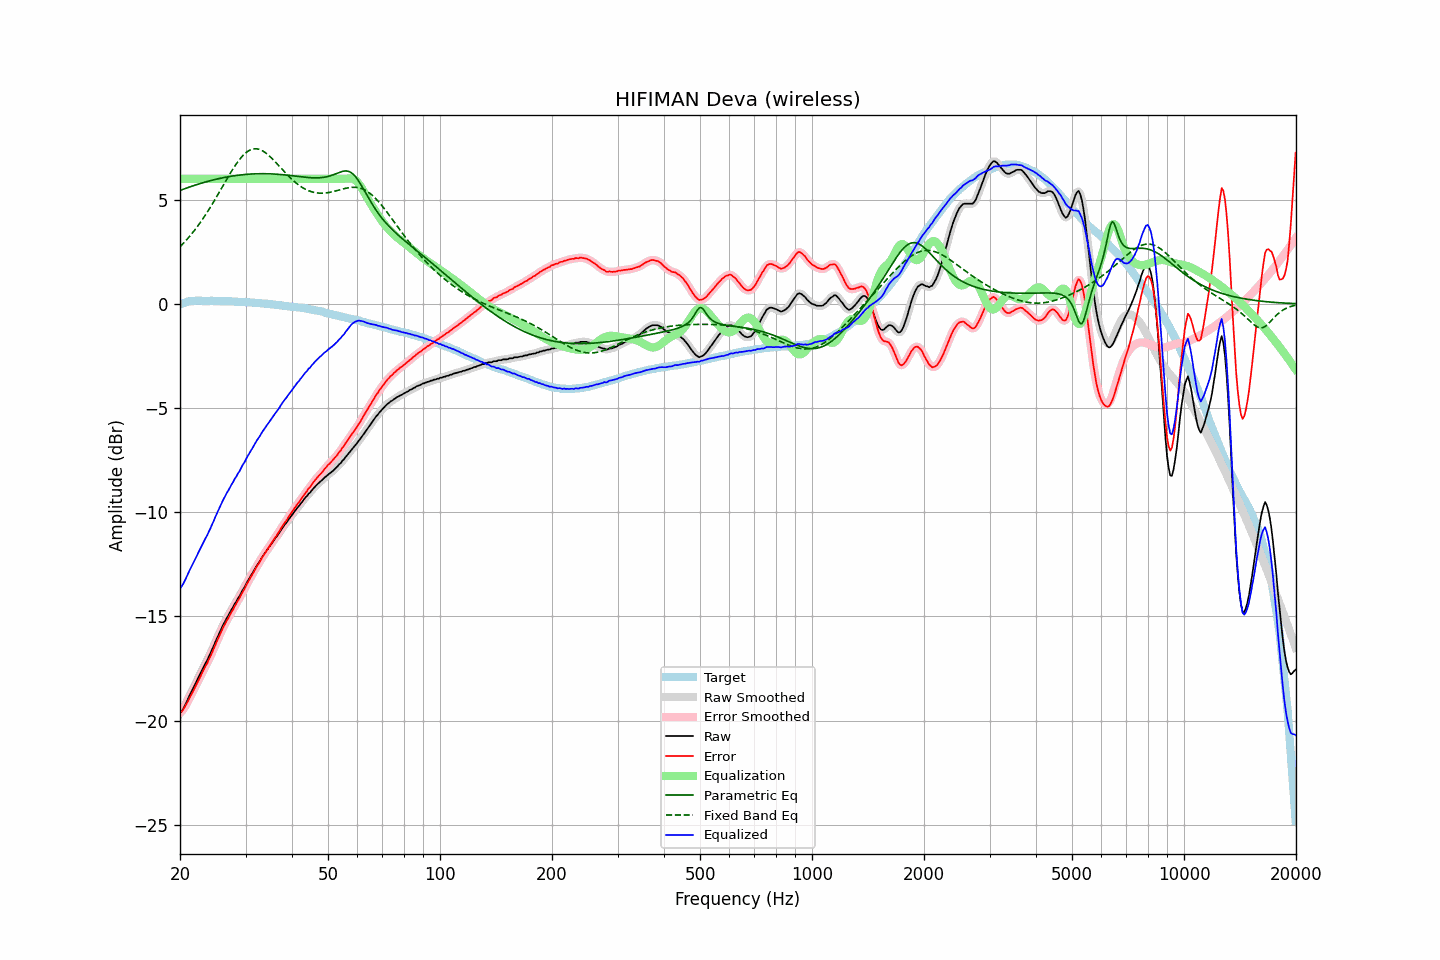 HIFIMAN Deva (wireless)
5
0
−5
−10
−15
−20
−25
Amplitude (dBr)
Target
Raw Smoothed
Error Smoothed
Raw
Error
Equalization
Parametric Eq
Fixed Band Eq
Equalized
20 50 100 200 500 1000 2000 5000 10000 20000
Frequency (Hz)